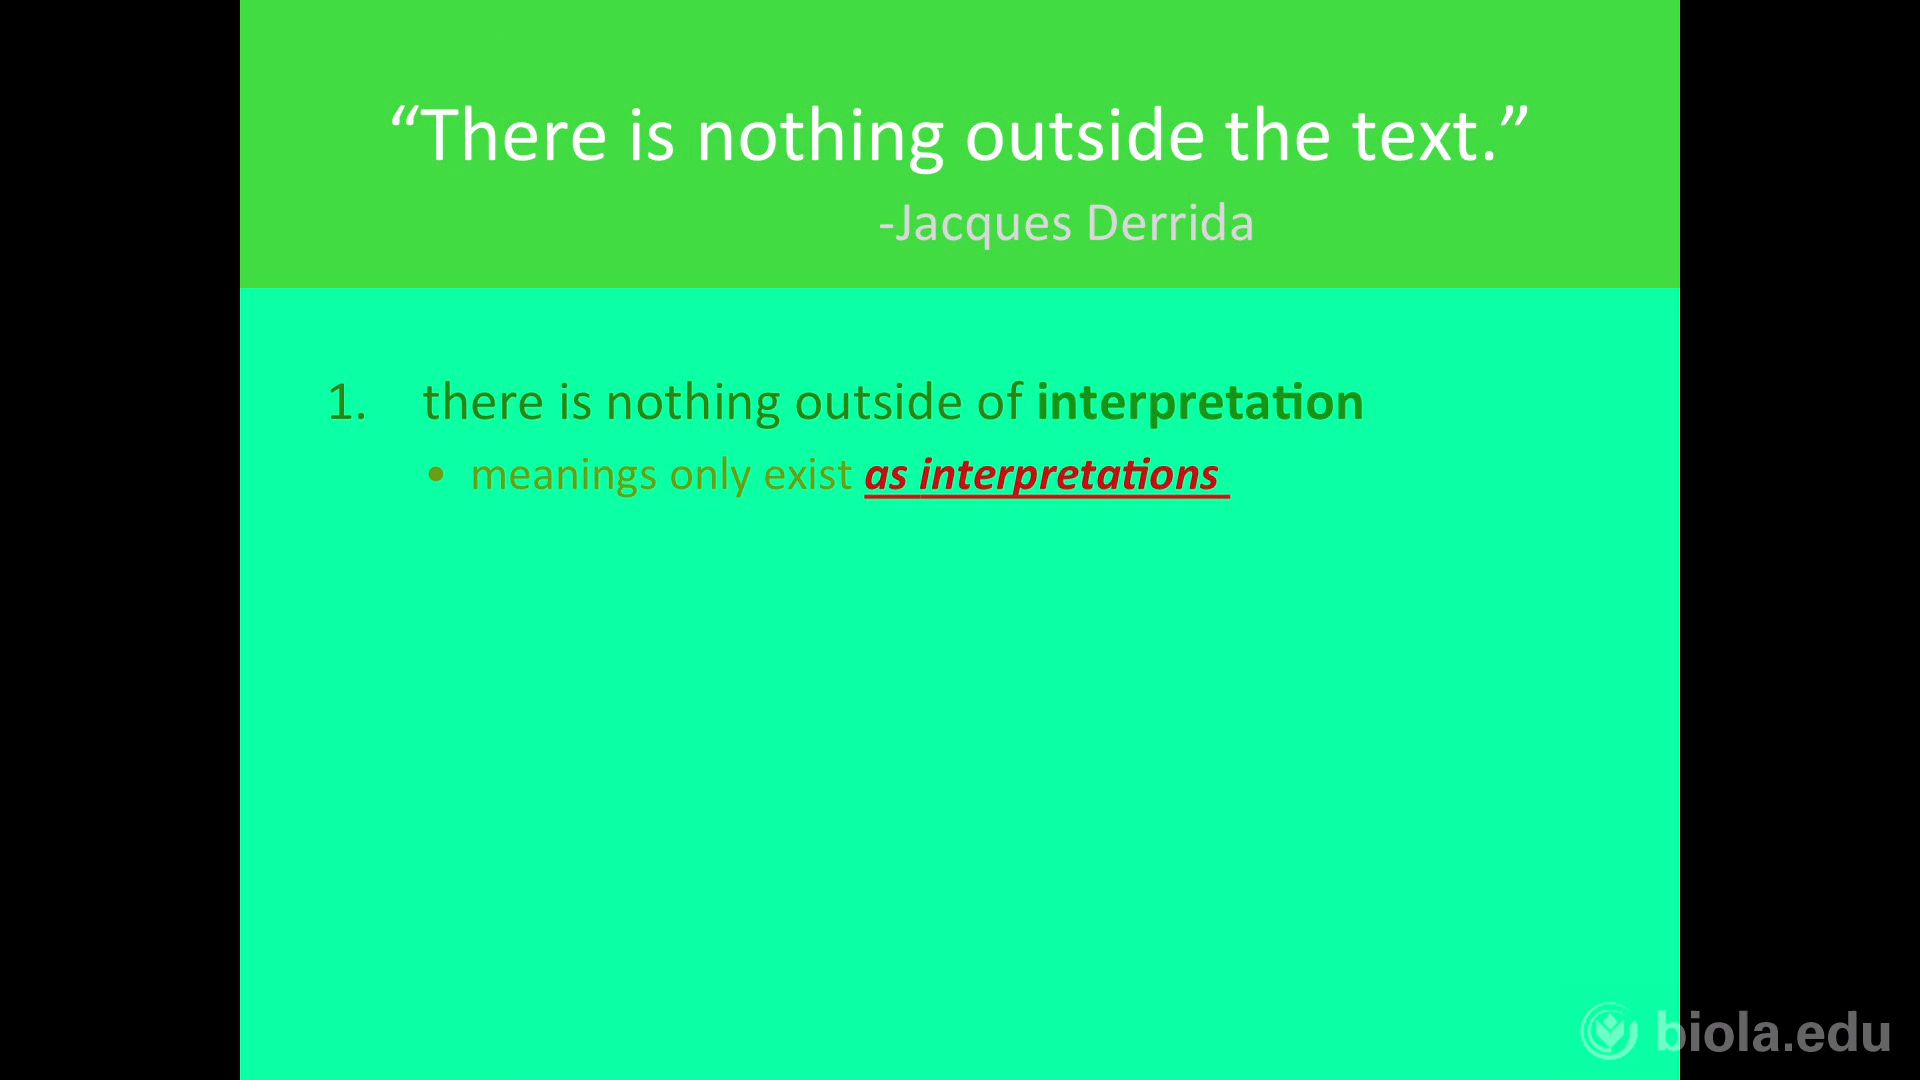 “There is nothing outside the text.”
-Jacques Derrida
1. there is nothing outside of interpretation
• meanings only exist as interpretations
biola.edu